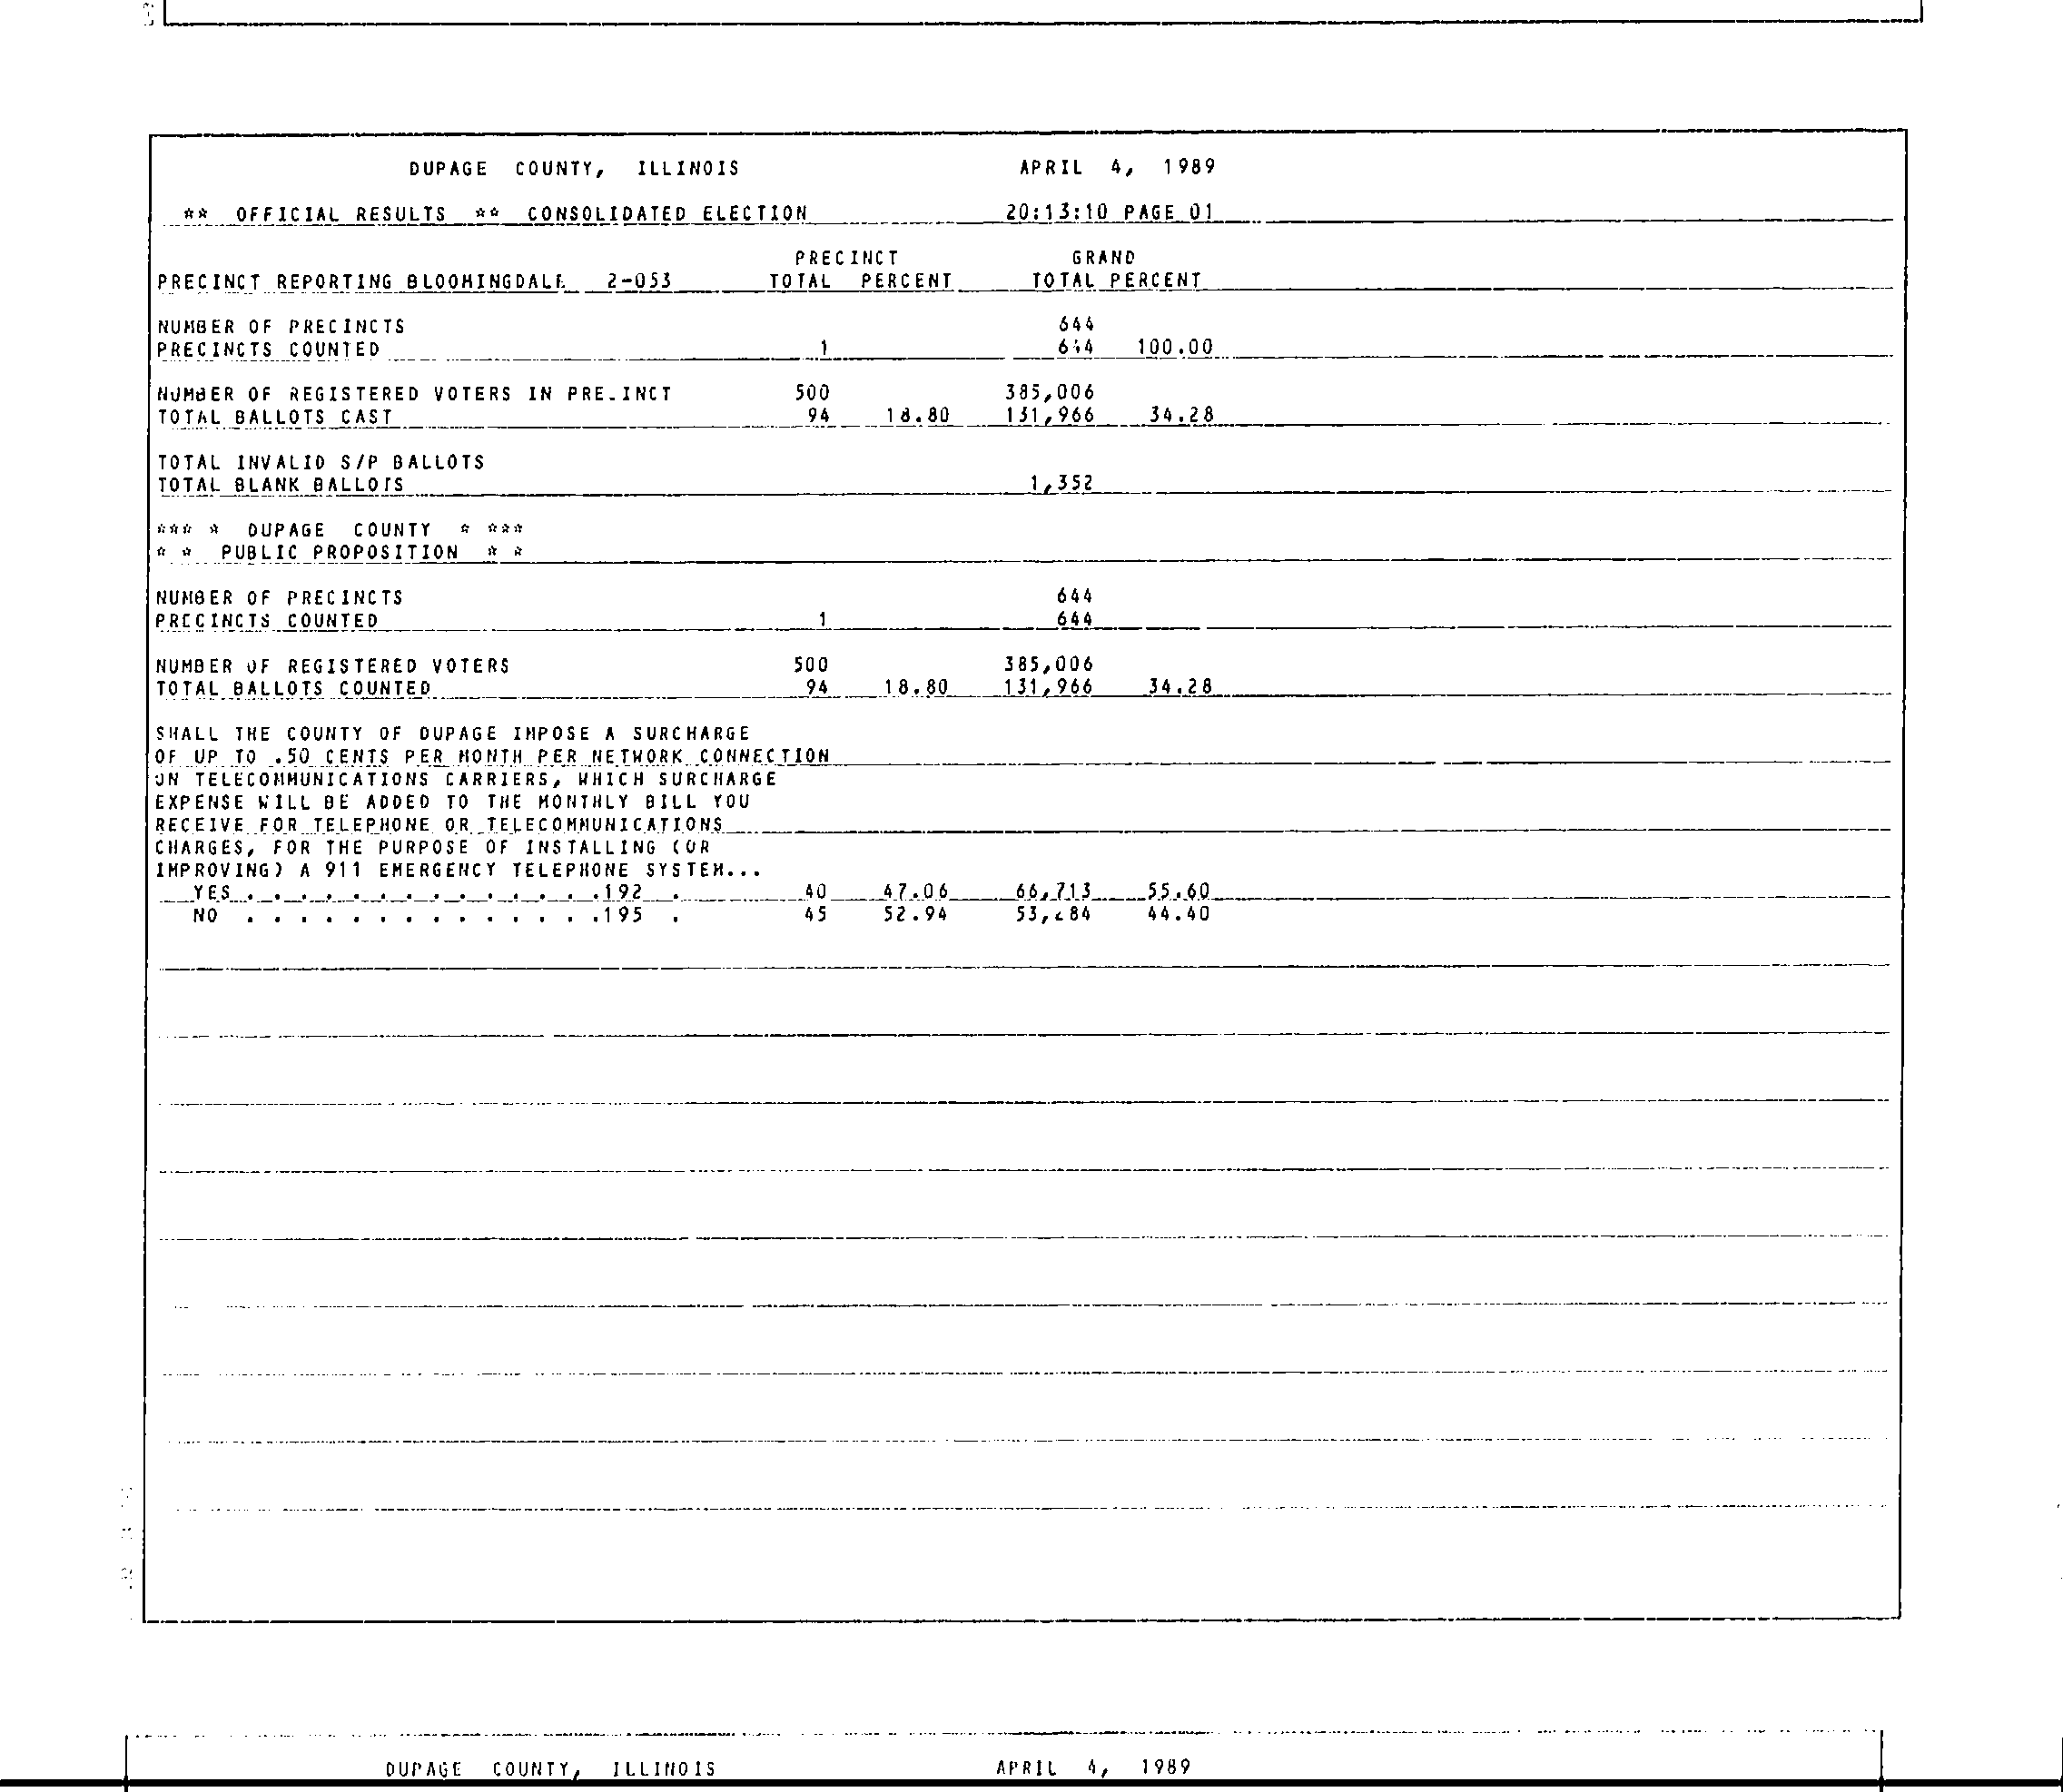 DUPAGE COUNTY, ILLINOIS APRIL 4, 1989
** OFFICIAL RESULTS ** CONSOLIDATED ELECTION 20:13:10 PAGE 01
PRECINCT GRAND
PRECINCT REPORTING BLOOMINGDALE 2-053 TOTAL PERCENT TOTAL PERCENT
NUMBER OF PRECINCTS 644
PRECINCTS COUNTED 1 644 100.00
NUMBER OF REGISTERED VOTERS IN PRE.INCT 500 385,006
TOTAL BALLOTS CAST 94 18.80 131,966 34.28
TOTAL INVALID S/P BALLOTS
TOTAL BLANK BALLOTS 1,352
*** * DUPAGE COUNTY * ***
* * PUBLIC PROPOSITION * *
NUMBER OF PRECINCTS 644
PRECINCTS COUNTED 1 644
NUMBER OF REGISTERED VOTERS 500 385,006
TOTAL BALLOTS COUNTED 94 18.80 131,966 34.28
SHALL THE COUNTY OF DUPAGE IMPOSE A SURCHARGE
OF UP TO .50 CENTS PER MONTH PER NETWORK CONNECTION
ON TELECOMMUNICATIONS CARRIERS, WHICH SURCHARGE
EXPENSE WILL BE ADDED TO THE MONTHLY BILL YOU
RECEIVE FOR TELEPHONE OR TELECOMMUNICATIONS
CHARGES, FOR THE PURPOSE OF INSTALLING (OR
IMPROVING) A 911 EMERGENCY TELEPHONE SYSTEM...
YES . . . . . . . . . . . . . .192 . 40 47.06 66,713 55.60
NO . . . . . . . . . . . . . .195 . 45 52.94 53,284 44.40
DUPAGE COUNTY, ILLINOIS APRIL 4, 1989